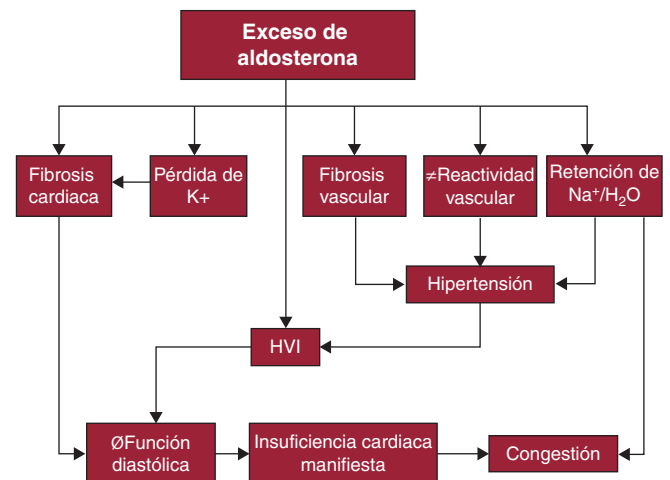 Exceso de
aldosterona
Fibrosis
cardiaca
Pérdida de
K+
Fibrosis
vascular
≠Reactividad
vascular
Retención de
Na⁺/H₂O
Hipertensión
HVI
ØFunción
diastólica
Insuficiencia cardiaca
manifiesta
Congestión